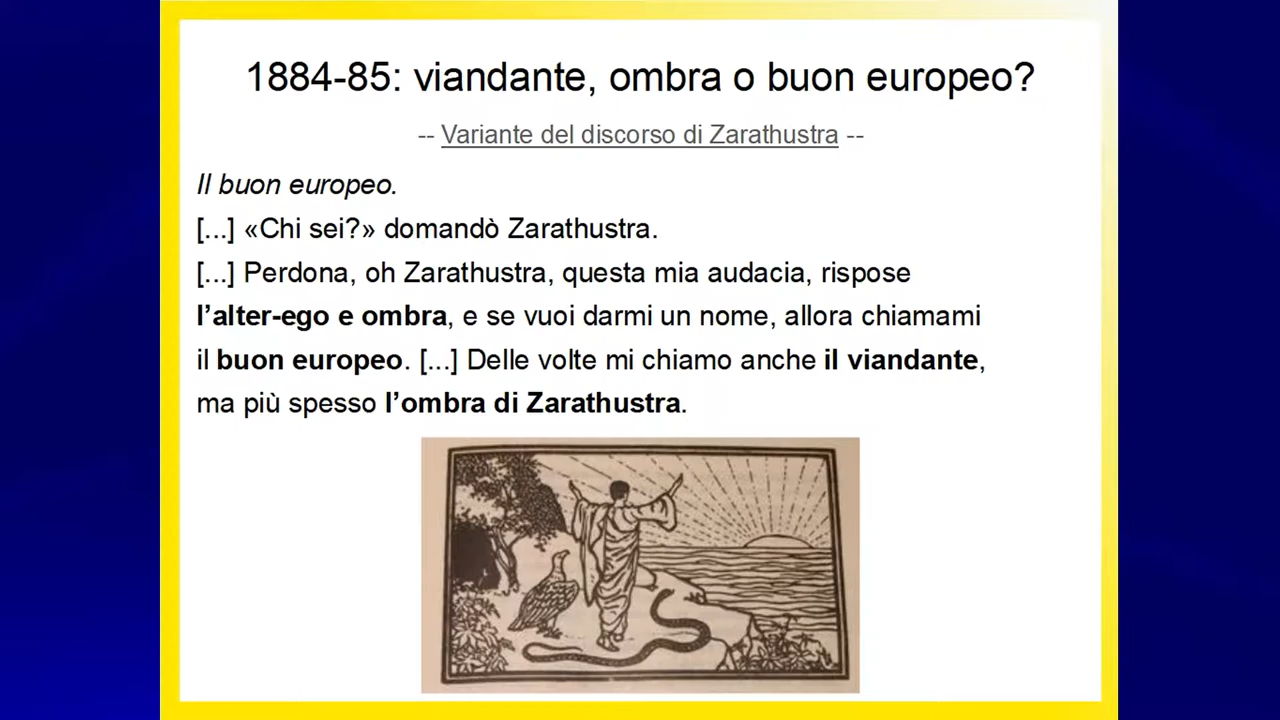 1884-85: viandante, ombra o buon europeo?
-- Variante del discorso di Zarathustra --
Il buon europeo.
[...] «Chi sei?» domandò Zarathustra.
[...] Perdona, oh Zarathustra, questa mia audacia, rispose
l’alter-ego e ombra, e se vuoi darmi un nome, allora chiamami
il buon europeo. [...] Delle volte mi chiamo anche il viandante,
ma più spesso l’ombra di Zarathustra.